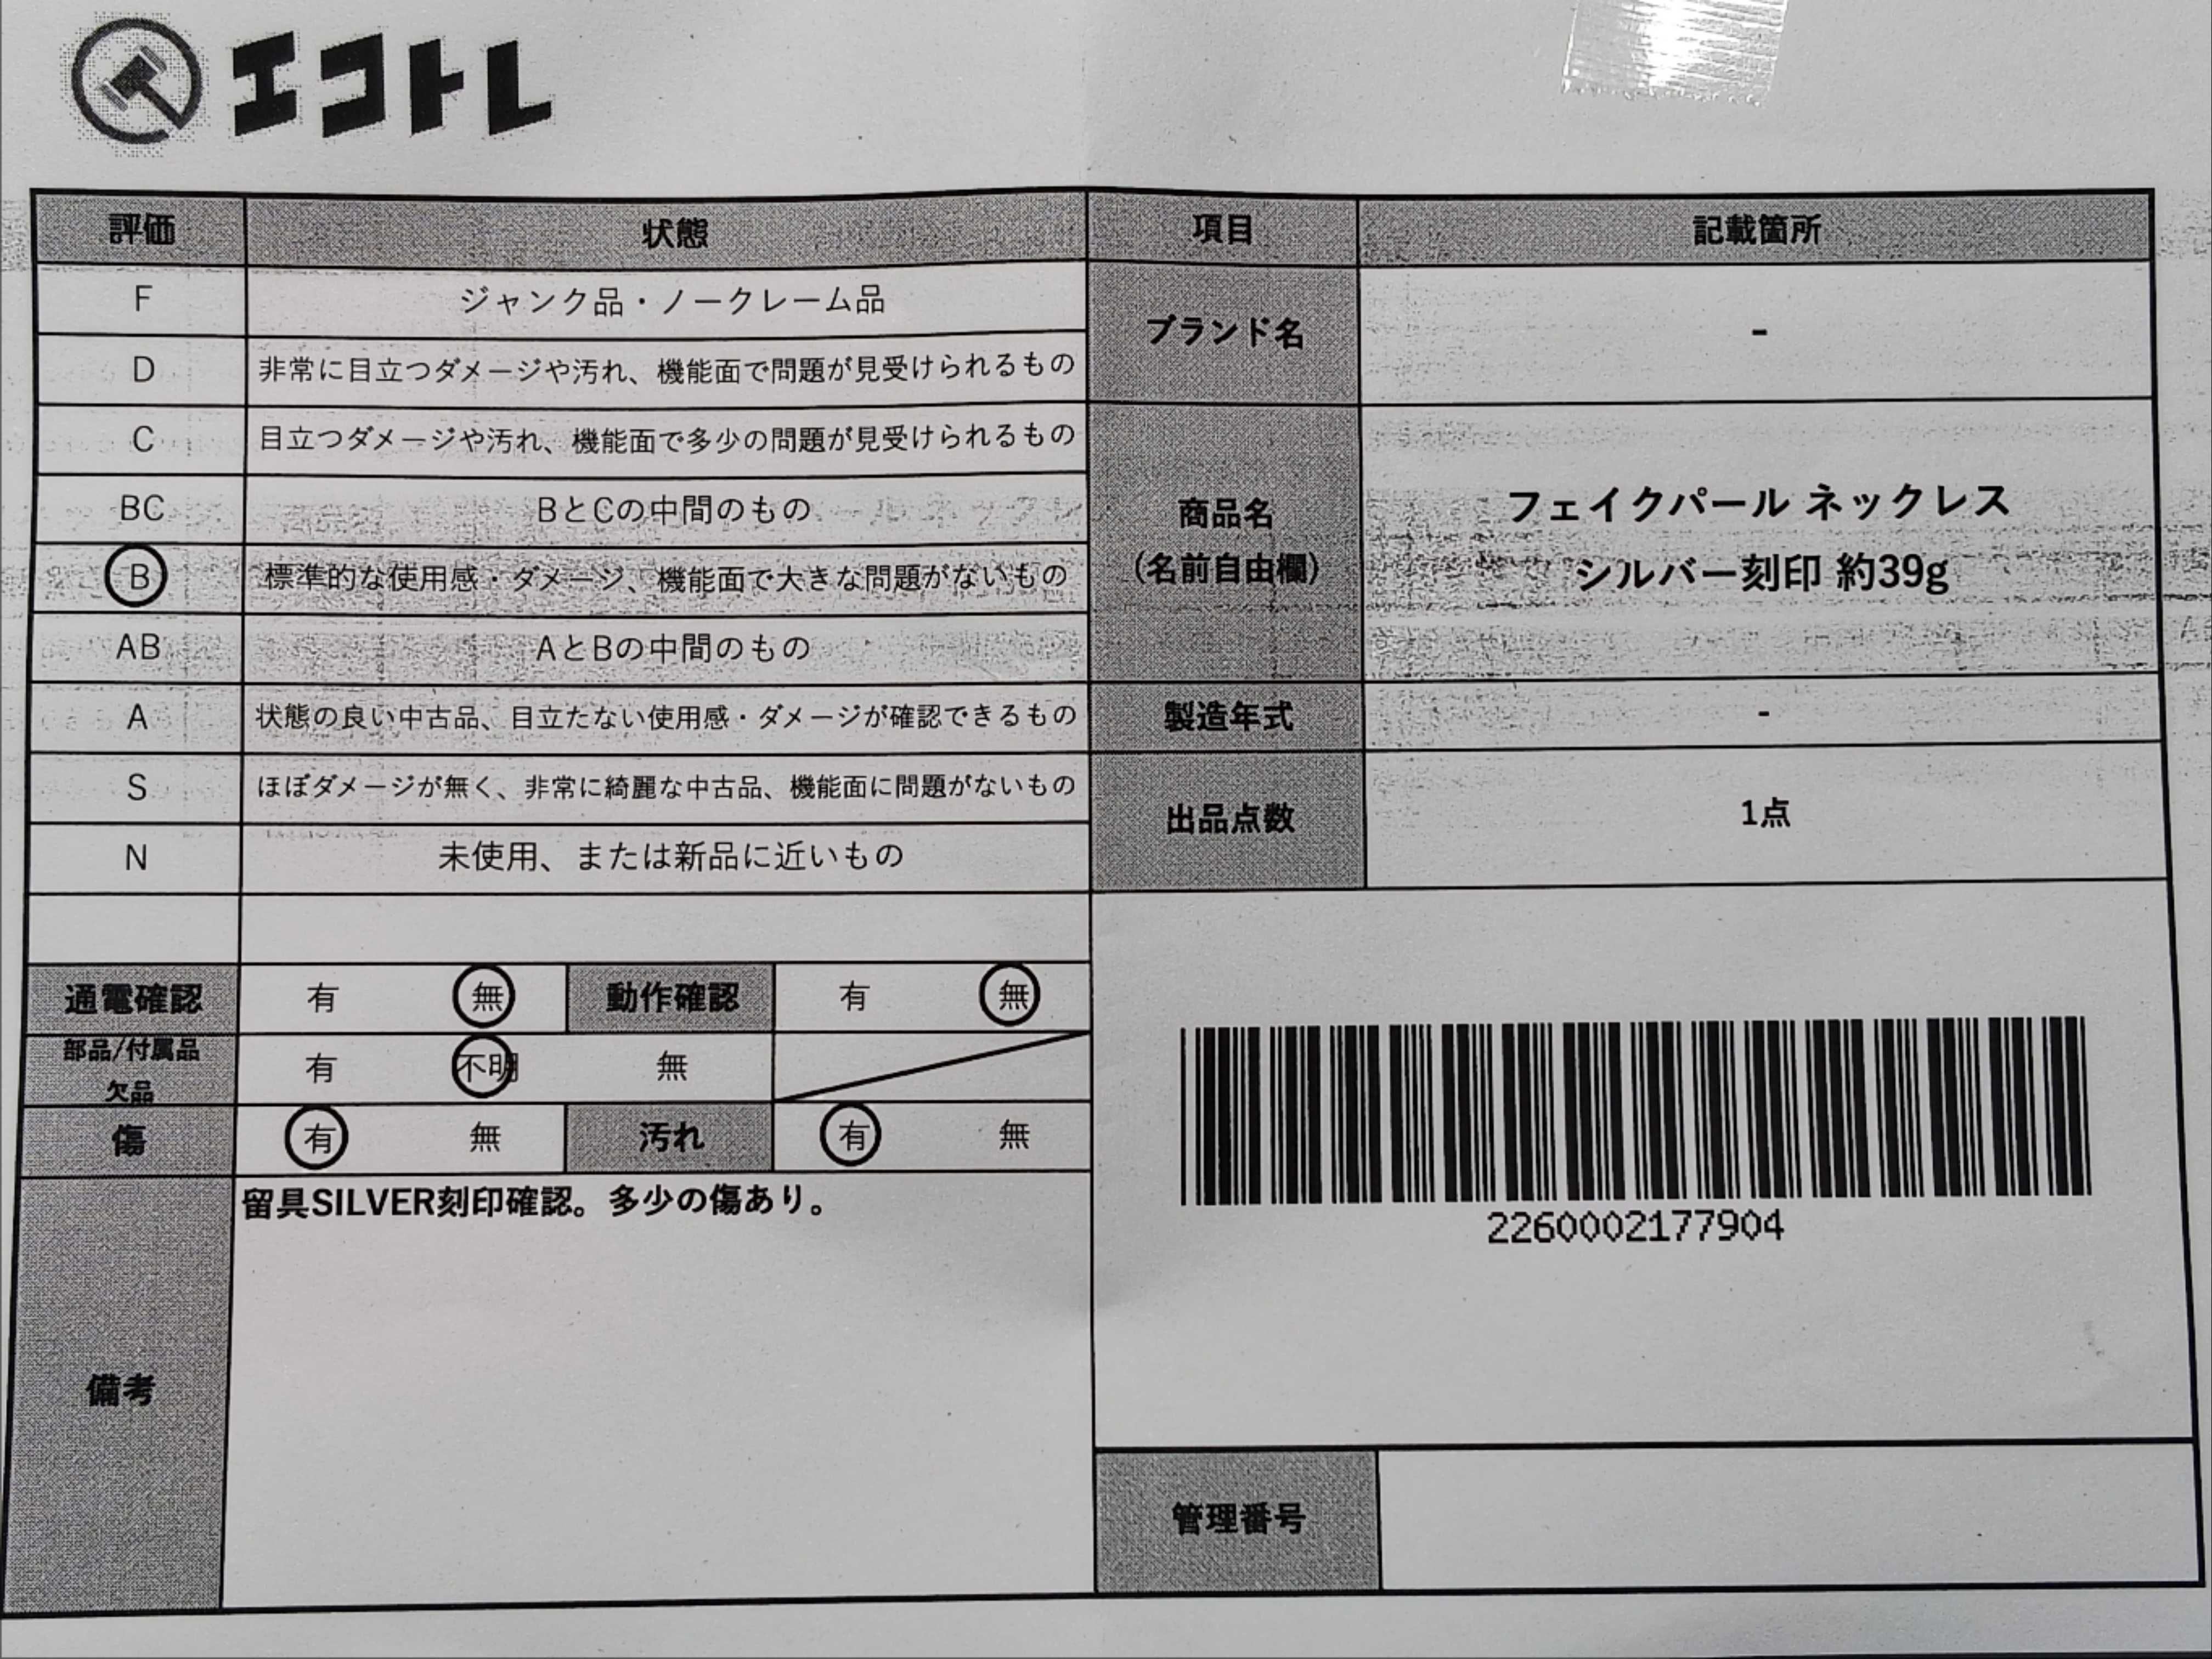 エコトレ
評価 状態 項目 記載箇所
F ジャンク品・ノークレーム品
D 非常に目立つダメージや汚れ、機能面で問題が見受けられるもの
C 目立つダメージや汚れ、機能面で多少の問題が見受けられるもの
BC BとCの中間のもの
B 標準的な使用感・ダメージ、機能面で大きな問題がないもの
AB AとBの中間のもの
A 状態の良い中古品、目立たない使用感・ダメージが確認できるもの
S ほぼダメージが無く、非常に綺麗な中古品、機能面に問題がないもの
N 未使用、または新品に近いもの
ブランド名 -
商品名
(名前自由欄)
フェイクパール ネックレス
シルバー刻印 約39g
製造年式 -
出品点数 1点
通電確認 有 無 動作確認 有 無
部品/付属品
欠品
有 不明 無
傷 有 無 汚れ 有 無
備考
留具SILVER刻印確認。多少の傷あり。
2260002177904
管理番号